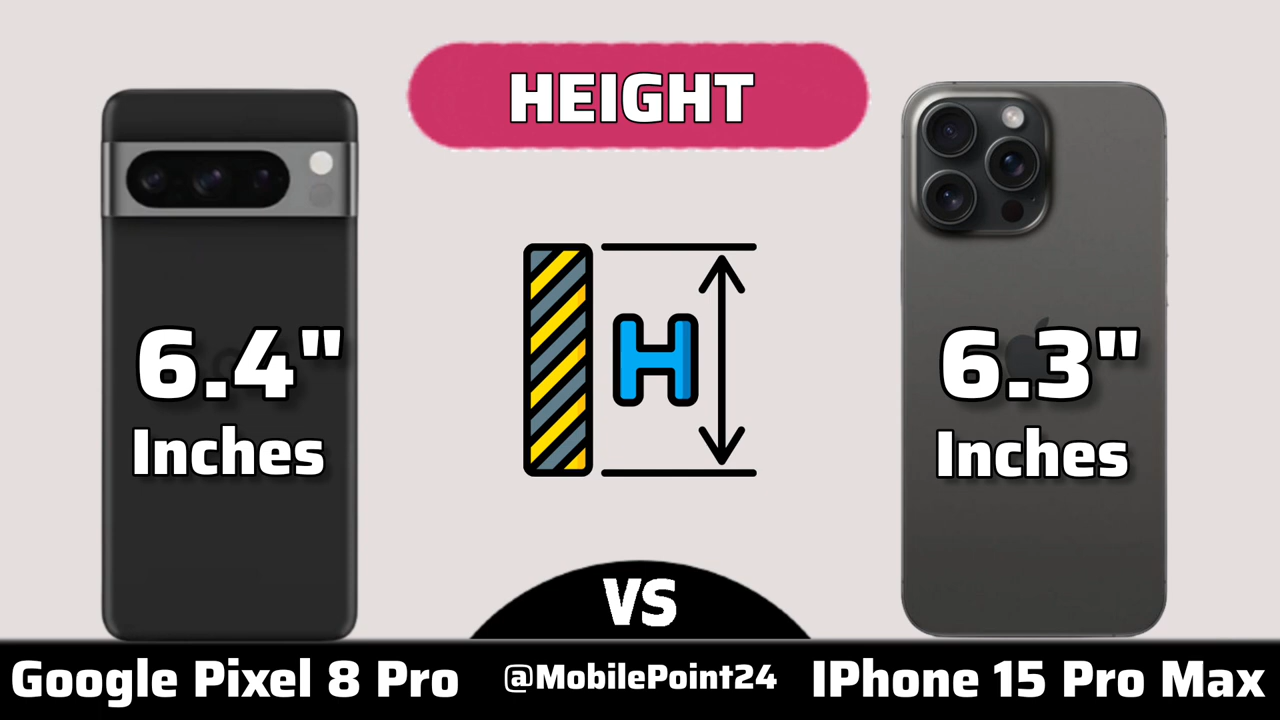 HEIGHT
6.4"
Inches
H
6.3"
Inches
VS
Google Pixel 8 Pro
@MobilePoint24
IPhone 15 Pro Max